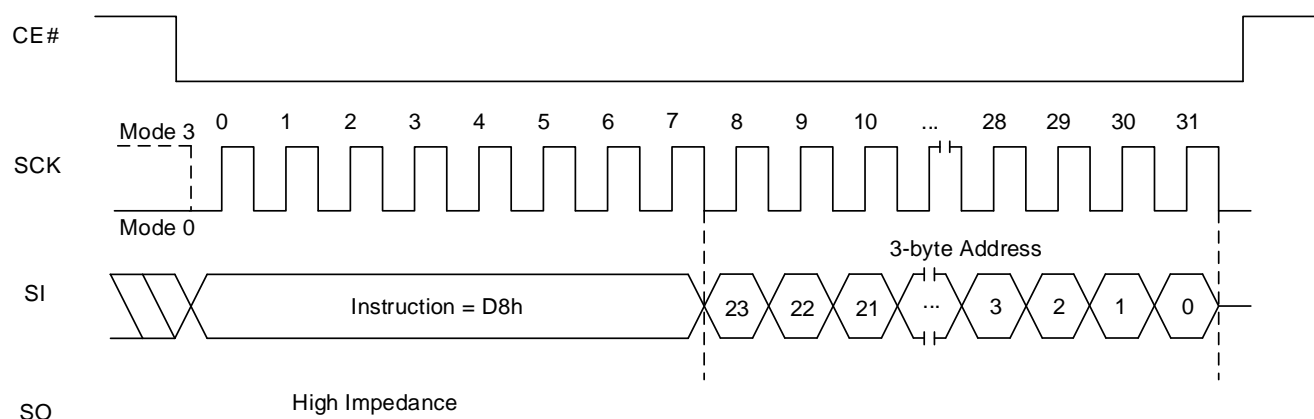 CE#
0 1 2 3 4 5 6 7 8 9 10 ... 28 29 30 31
Mode 3
SCK
Mode 0
3-byte Address
SI
Instruction = D8h 23 22 21 ... 3 2 1 0
High Impedance
SO